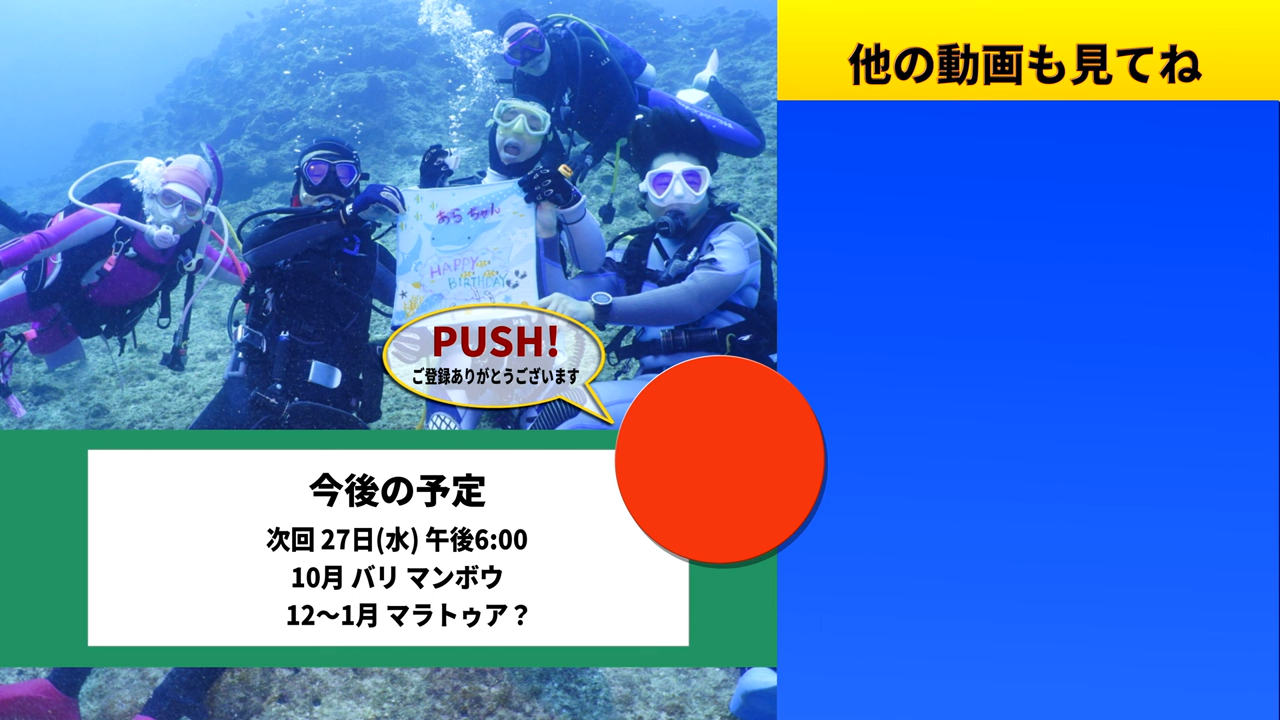 他の動画も見てね
あらちゃん
HAPPY
BIRTHDAY
PUSH!
ご登録ありがとうございます
今後の予定
次回 27日(水) 午後6:00
10月 バリ マンボウ
12〜1月 マラトゥア？